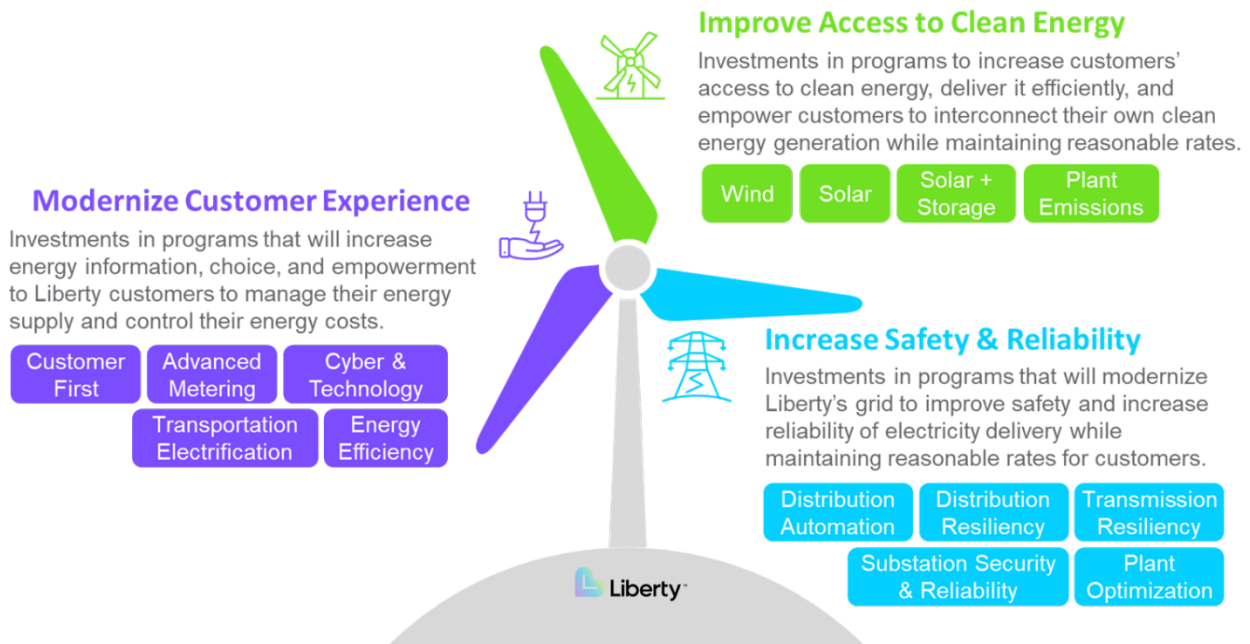 Improve Access to Clean Energy
Investments in programs to increase customers’
access to clean energy, deliver it efficiently, and
empower customers to interconnect their own clean
energy generation while maintaining reasonable rates.
Wind
Solar
Solar +
Storage
Plant
Emissions
Modernize Customer Experience
Investments in programs that will increase
energy information, choice, and empowerment
to Liberty customers to manage their energy
supply and control their energy costs.
Customer
First
Advanced
Metering
Cyber &
Technology
Transportation
Electrification
Energy
Efficiency
Increase Safety & Reliability
Investments in programs that will modernize
Liberty’s grid to improve safety and increase
reliability of electricity delivery while
maintaining reasonable rates for customers.
Distribution
Automation
Distribution
Resiliency
Transmission
Resiliency
Substation Security
& Reliability
Plant
Optimization
Liberty™